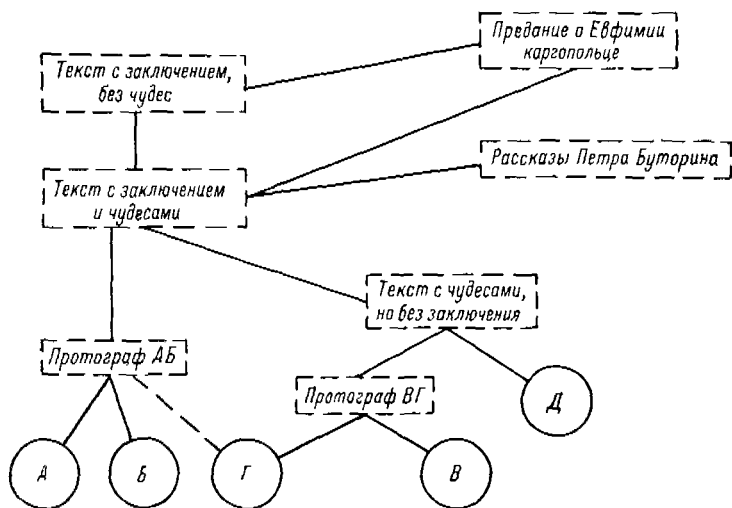 Предание о Евфимии
каргопольце
Текст с заключением,
без чудес
Рассказы Петра Буторина
Текст с заключением
и чудесами
Текст с чудесами,
но без заключения
Протограф АБ
Протограф ВГ
Д
А
Б
Г
В